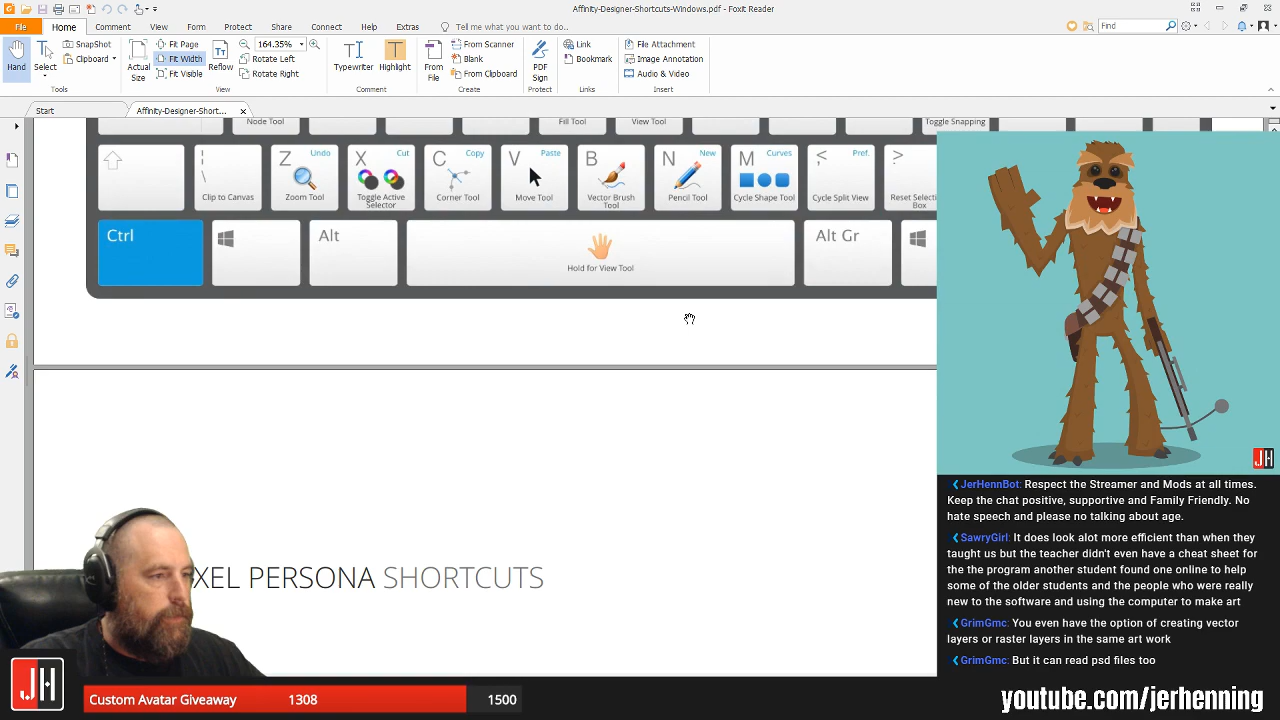 Affinity-Designer-Shortcuts-Windows.pdf - Foxit Reader
File Home Comment View Form Protect Share Connect Help Extras Tell me what you want to do.. Find
Hand
Select
SnapShot
Clipboard
Actual Size
Fit Page
Fit Width
Fit Visible
Reflow
164.35%
Rotate Left
Rotate Right
Typewriter
Highlight
From File
From Scanner
Blank
From Clipboard
PDF Sign
Link
Bookmark
File Attachment
Image Annotation
Audio & Video
Tools View Comment Create Protect Links Insert
Start Affinity-Designer-Short...
Node Tool Fill Tool View Tool Toggle Snapping
Clip to Canvas
Z Undo Zoom Tool
X Cut Toggle Active Selector
C Copy Corner Tool
V Paste Move Tool
B Vector Brush Tool
N New Pencil Tool
M Curves Cycle Shape Tool
< , Pref. Cycle Split View
> Reset Selecti Box
Ctrl
Alt
Hold for View Tool
Alt Gr
XEL PERSONA SHORTCUTS
JH
JerHennBot: Respect the Streamer and Mods at all times.
Keep the chat positive, supportive and Family Friendly. No
hate speech and please no talking about age.
SawryGirl: It does look alot more efficient than when they
taught us but the teacher didn't even have a cheat sheet for
the the program another student found one online to help
some of the older students and the people who were really
new to the software and using the computer to make art
GrimGmc: You even have the option of creating vector
layers or raster layers in the same art work
GrimGmc: But it can read psd files too
JH
Custom Avatar Giveaway 1308 1500
youtube.com/jerhenning